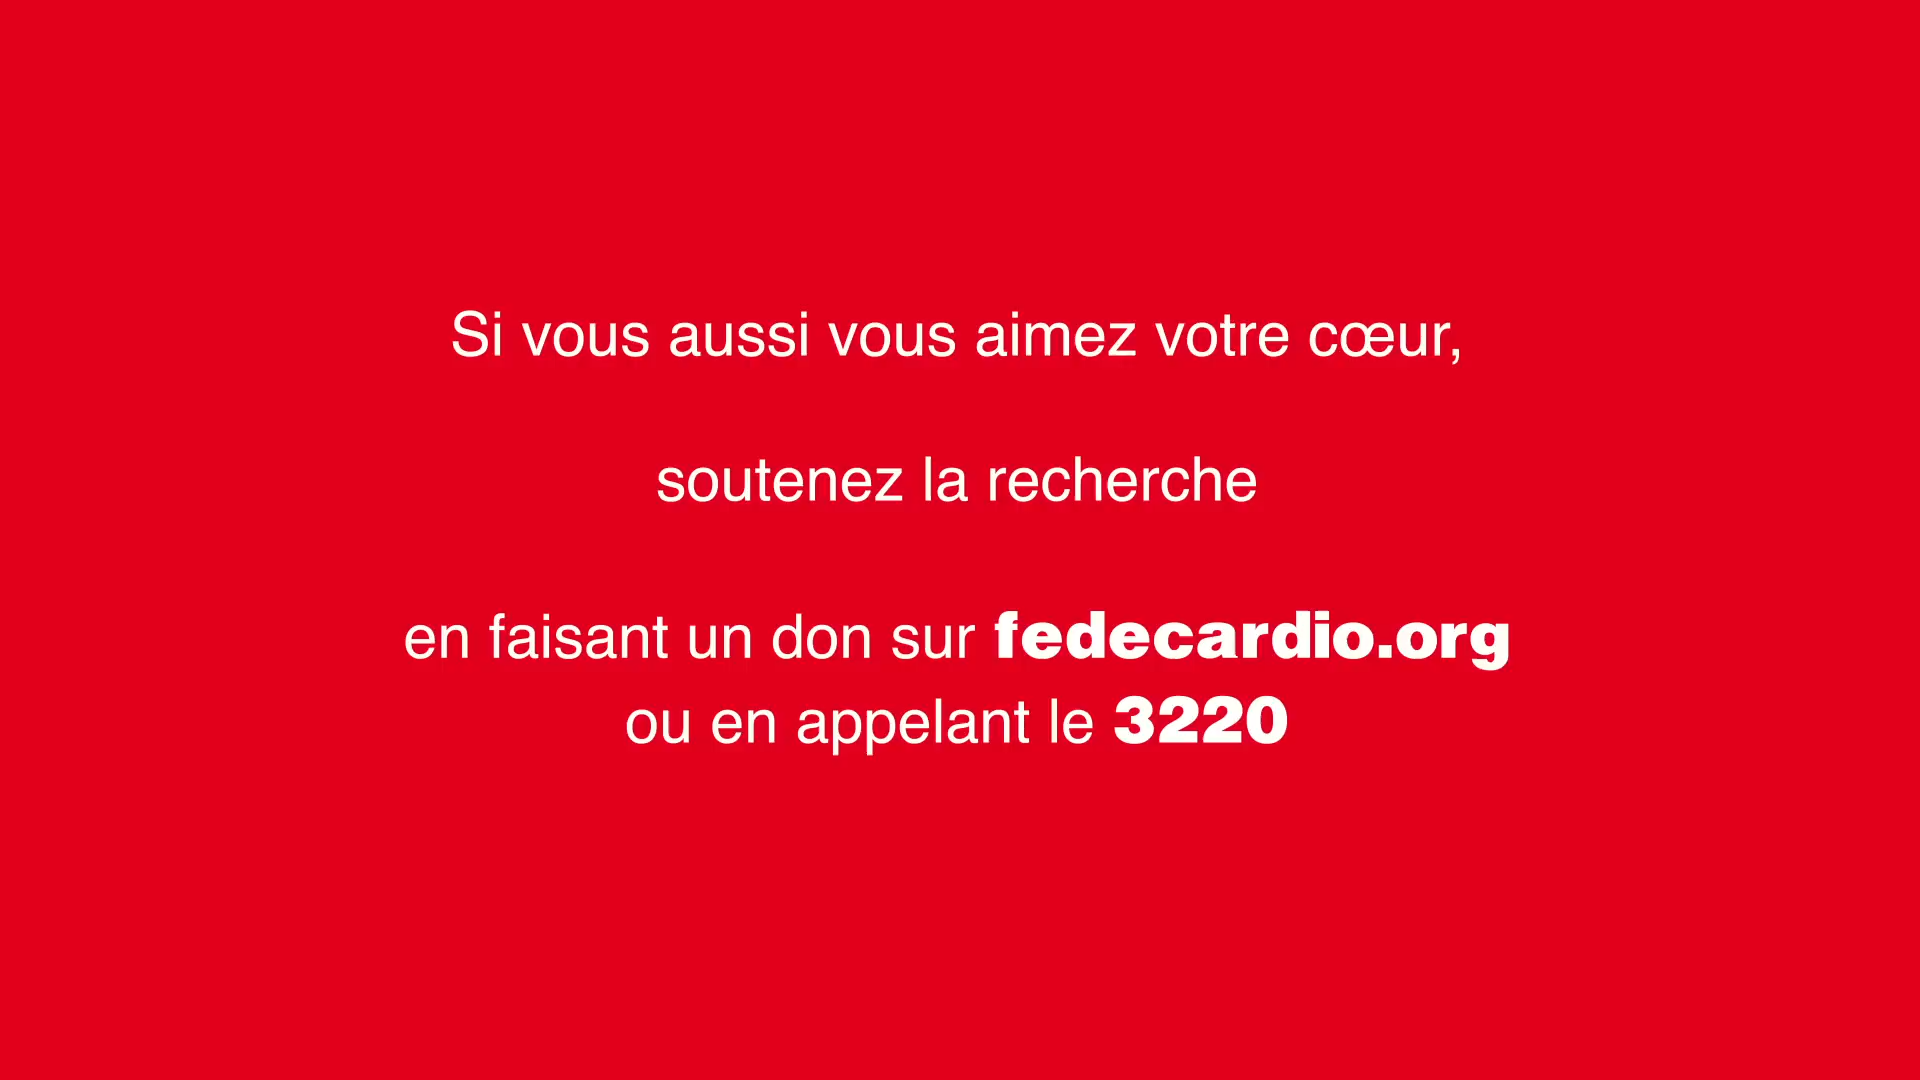 Si vous aussi vous aimez votre cœur,
soutenez la recherche
en faisant un don sur fedecardio.org
ou en appelant le 3220